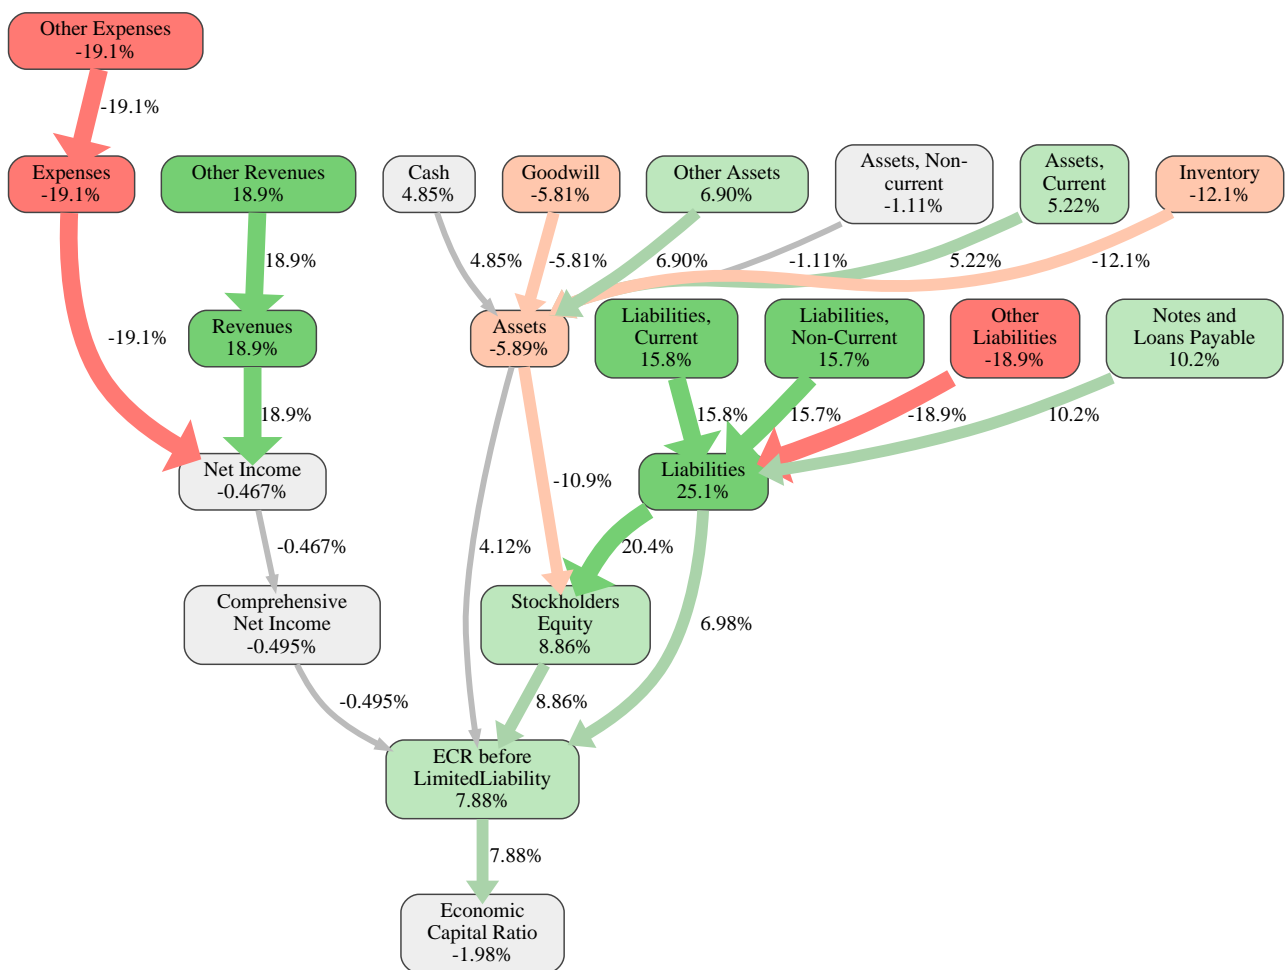 Other Expenses
-19.1%
-19.1%
Expenses
-19.1%
Other Revenues
18.9%
Cash
4.85%
Goodwill
-5.81%
Other Assets
6.90%
Assets, Non-
current
-1.11%
Assets,
Current
5.22%
Inventory
-12.1%
18.9%
4.85%
-5.81%
6.90%
-1.11%
5.22%
-12.1%
-19.1%
Revenues
18.9%
Assets
-5.89%
Liabilities,
Current
15.8%
Liabilities,
Non-Current
15.7%
Other
Liabilities
-18.9%
Notes and
Loans Payable
10.2%
18.9%
15.8%
15.7%
-18.9%
10.2%
Net Income
-0.467%
-10.9%
Liabilities
25.1%
-0.467%
4.12%
20.4%
Comprehensive
Net Income
-0.495%
Stockholders
Equity
8.86%
6.98%
-0.495%
8.86%
ECR before
LimitedLiability
7.88%
7.88%
Economic
Capital Ratio
-1.98%